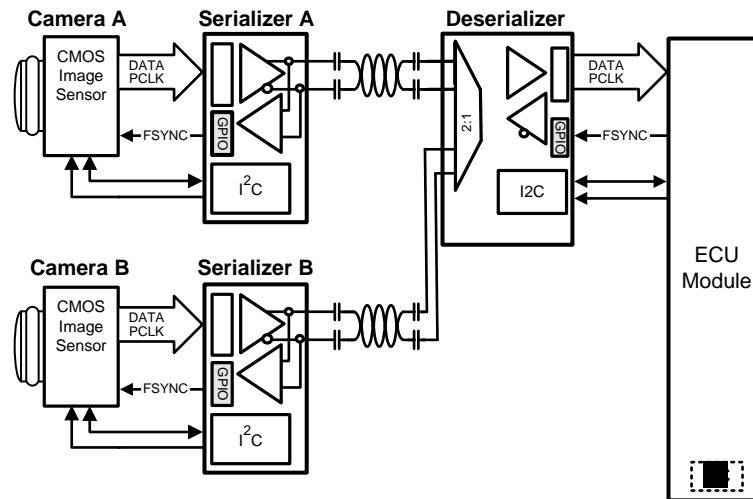 Camera A
Serializer A
Deserializer
CMOS
Image
Sensor
DATA
PCLK
FSYNC
GPIO
I²C
2:1
DATA
PCLK
GPIO
FSYNC
I2C
ECU
Module
Camera B
Serializer B
CMOS
Image
Sensor
DATA
PCLK
FSYNC
GPIO
I²C